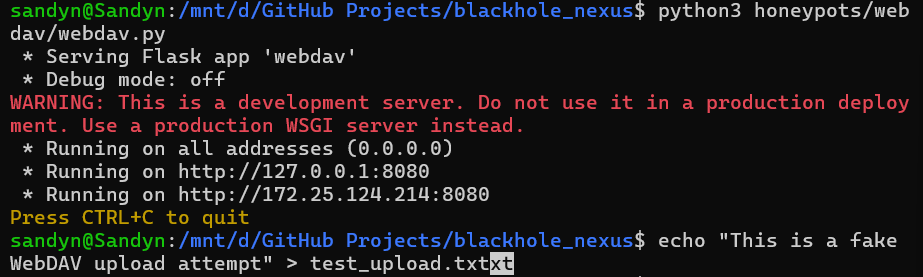 sandyn@Sandyn:/mnt/d/GitHub Projects/blackhole_nexus$ python3 honeypots/web
dav/webdav.py
 * Serving Flask app 'webdav'
 * Debug mode: off
WARNING: This is a development server. Do not use it in a production deploy
ment. Use a production WSGI server instead.
 * Running on all addresses (0.0.0.0)
 * Running on http://127.0.0.1:8080
 * Running on http://172.25.124.214:8080
Press CTRL+C to quit
sandyn@Sandyn:/mnt/d/GitHub Projects/blackhole_nexus$ echo "This is a fake
WebDAV upload attempt" > test_upload.txtxt